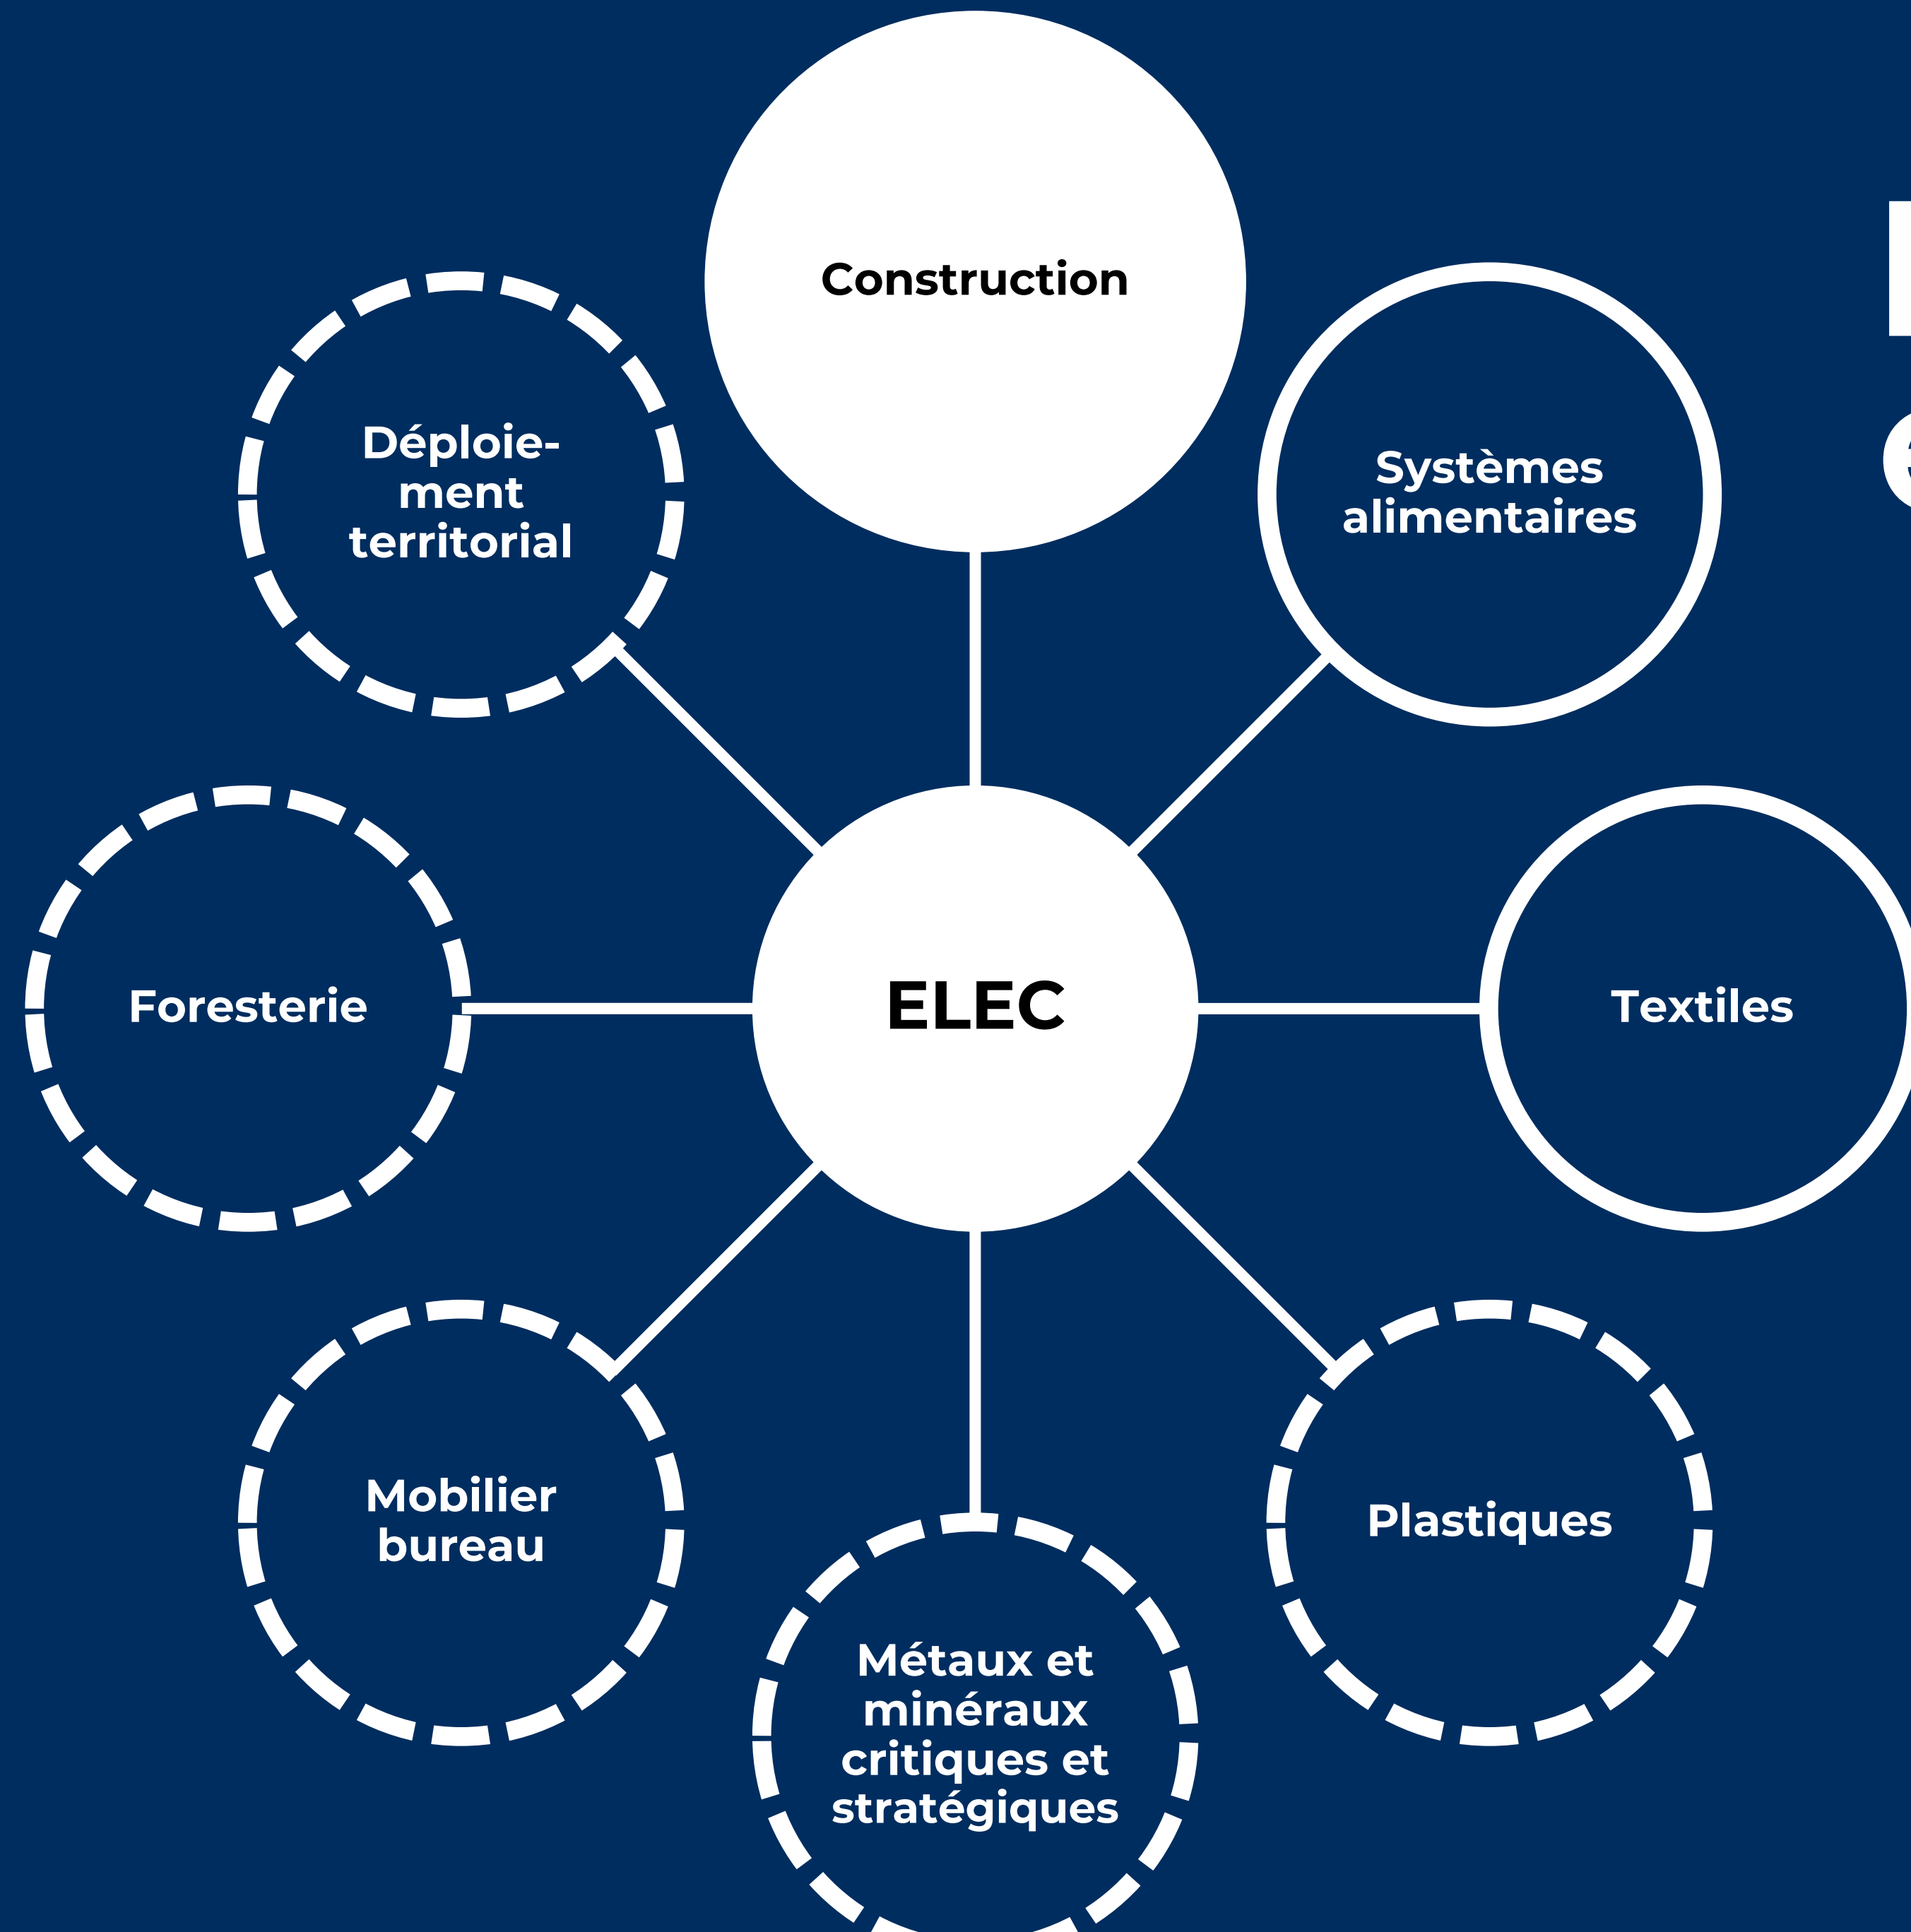 Construction
Déploie-
ment
territorial
Systèmes
alimentaires
Foresterie
ELEC
Textiles
Mobilier
bureau
Plastiques
Métaux et
minéraux
critiques et
stratégiques